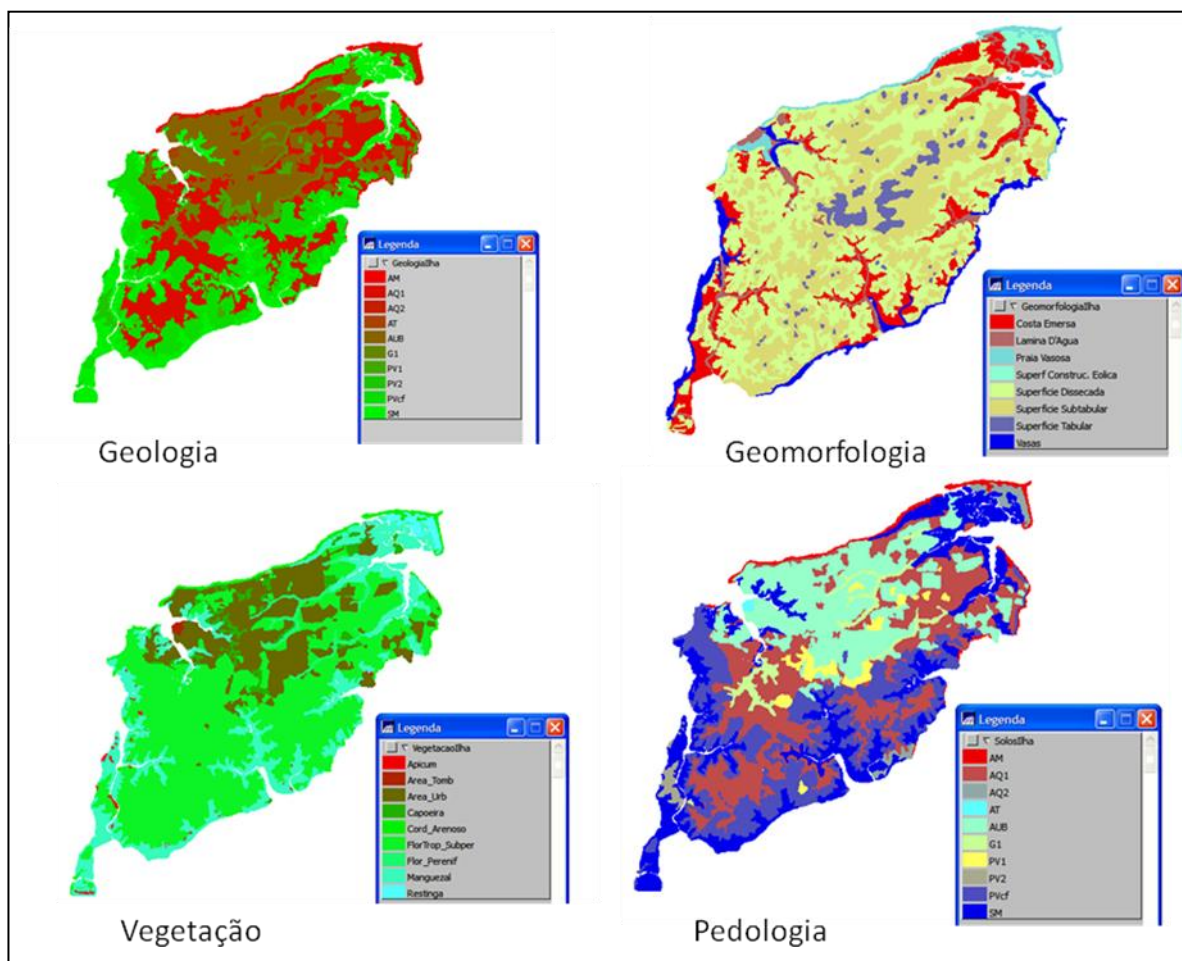 Legenda
GeologiaIlha
AM
AQ1
AQ2
AT
AUB
G1
PV1
PV2
PVcf
SM
Geologia
Legenda
GeomorfologiaIlha
Costa Emersa
Lamina D'Agua
Praia Vasosa
Superf Construc. Eolica
Superficie Dissecada
Superficie Subtabular
Superficie Tabular
Vasas
Geomorfologia
Legenda
VegetacaoIlha
Apicum
Area_Tomb
Area_Urb
Capoeira
Cord_Arenoso
FlorTrop_Subper
Flor_Perenif
Manguezal
Restinga
Vegetação
Legenda
SolosIlha
AM
AQ1
AQ2
AT
AUB
G1
PV1
PV2
PVcf
SM
Pedologia